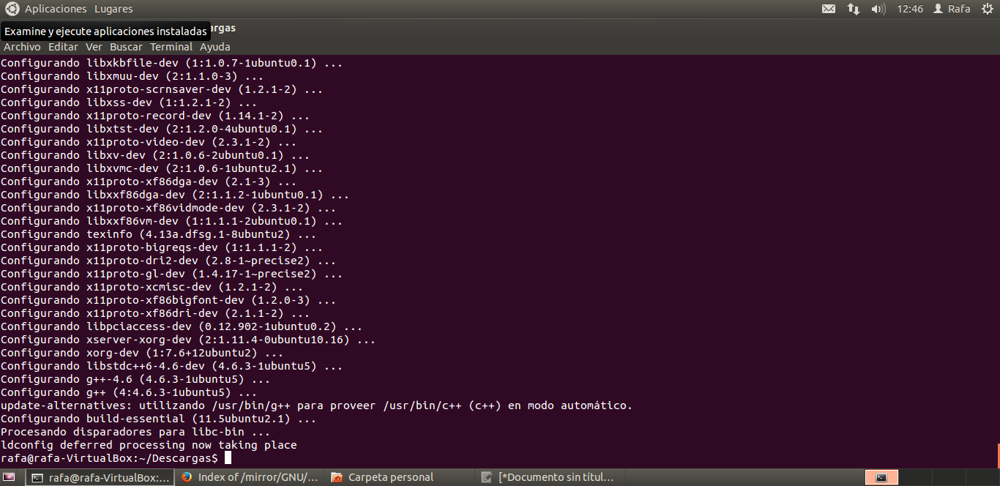 Aplicaciones Lugares 12:46 Rafa
argas
Examine y ejecute aplicaciones instaladas
Archivo Editar Ver Buscar Terminal Ayuda
Configurando libxkbfile-dev (1:1.0.7-1ubuntu0.1) ...
Configurando libxmuu-dev (2:1.1.0-3) ...
Configurando x11proto-scrnsaver-dev (1.2.1-2) ...
Configurando libxss-dev (1:1.2.1-2) ...
Configurando x11proto-record-dev (1.14.1-2) ...
Configurando libxtst-dev (2:1.2.0-4ubuntu0.1) ...
Configurando x11proto-video-dev (2.3.1-2) ...
Configurando libxv-dev (2:1.0.6-2ubuntu0.1) ...
Configurando libxvmc-dev (2:1.0.6-1ubuntu2.1) ...
Configurando x11proto-xf86dga-dev (2.1-3) ...
Configurando libxxf86dga-dev (2:1.1.2-1ubuntu0.1) ...
Configurando x11proto-xf86vidmode-dev (2.3.1-2) ...
Configurando libxxf86vm-dev (1:1.1.1-2ubuntu0.1) ...
Configurando texinfo (4.13a.dfsg.1-8ubuntu2) ...
Configurando x11proto-bigreqs-dev (1:1.1.1-2) ...
Configurando x11proto-dri2-dev (2.8-1~precise2) ...
Configurando x11proto-gl-dev (1.4.17-1~precise2) ...
Configurando x11proto-xcmisc-dev (1.2.1-2) ...
Configurando x11proto-xf86bigfont-dev (1.2.0-3) ...
Configurando x11proto-xf86dri-dev (2.1.1-2) ...
Configurando libpciaccess-dev (0.12.902-1ubuntu0.2) ...
Configurando xserver-xorg-dev (2:1.11.4-0ubuntu10.16) ...
Configurando xorg-dev (1:7.6+12ubuntu2) ...
Configurando libstdc++6-4.6-dev (4.6.3-1ubuntu5) ...
Configurando g++-4.6 (4.6.3-1ubuntu5) ...
Configurando g++ (4:4.6.3-1ubuntu5) ...
update-alternatives: utilizando /usr/bin/g++ para proveer /usr/bin/c++ (c++) en modo automático.
Configurando build-essential (11.5ubuntu2.1) ...
Procesando disparadores para libc-bin ...
ldconfig deferred processing now taking place
rafa@rafa-VirtualBox:~/Descargas$
rafa@rafa-VirtualBox:... Index of /mirror/GNU/... Carpeta personal [*Documento sin títul...